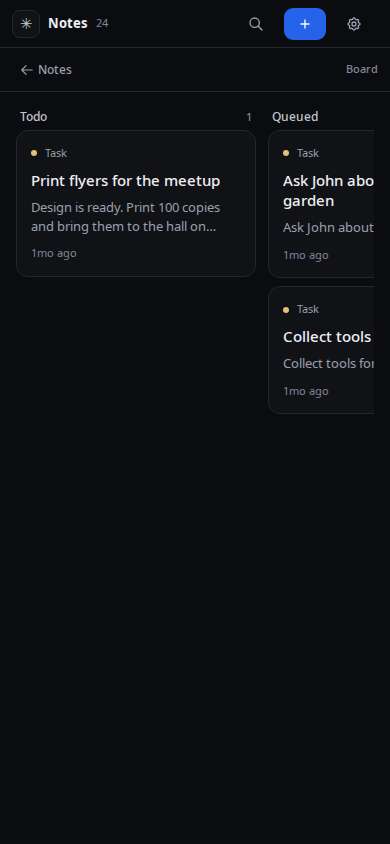 Notes 24
Notes
Board
Todo 1
Task
Print flyers for the meetup
Design is ready. Print 100 copies
and bring them to the hall on...
1mo ago
Queued
Task
Ask John abo
garden
Ask John about
1mo ago
Task
Collect tools
Collect tools for
1mo ago